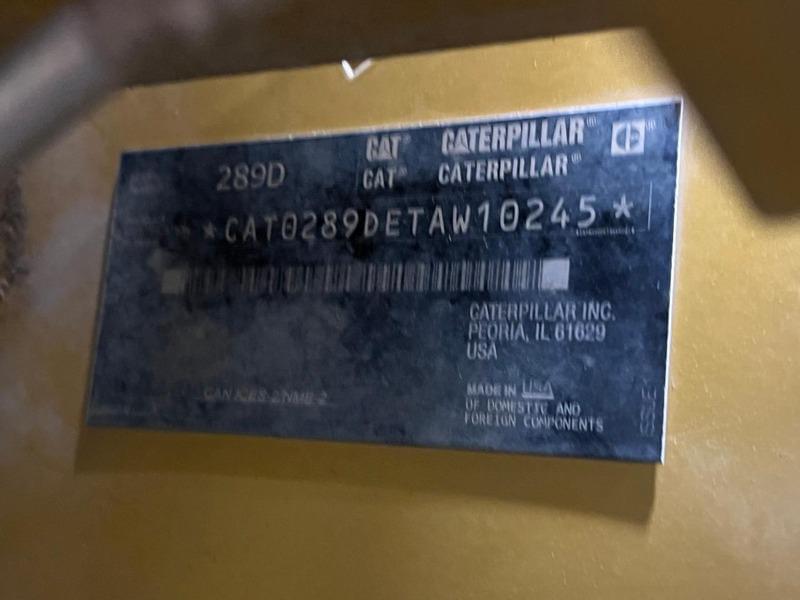 CAT® CATERPILLAR®
289D CAT® CATERPILLAR®
*CAT0289DETAW10245*
CATERPILLAR INC.
PEORIA, IL 61629
USA
CAN ICES-2/NMB-2
MADE IN USA
OF DOMESTIC AND
FOREIGN COMPONENTS